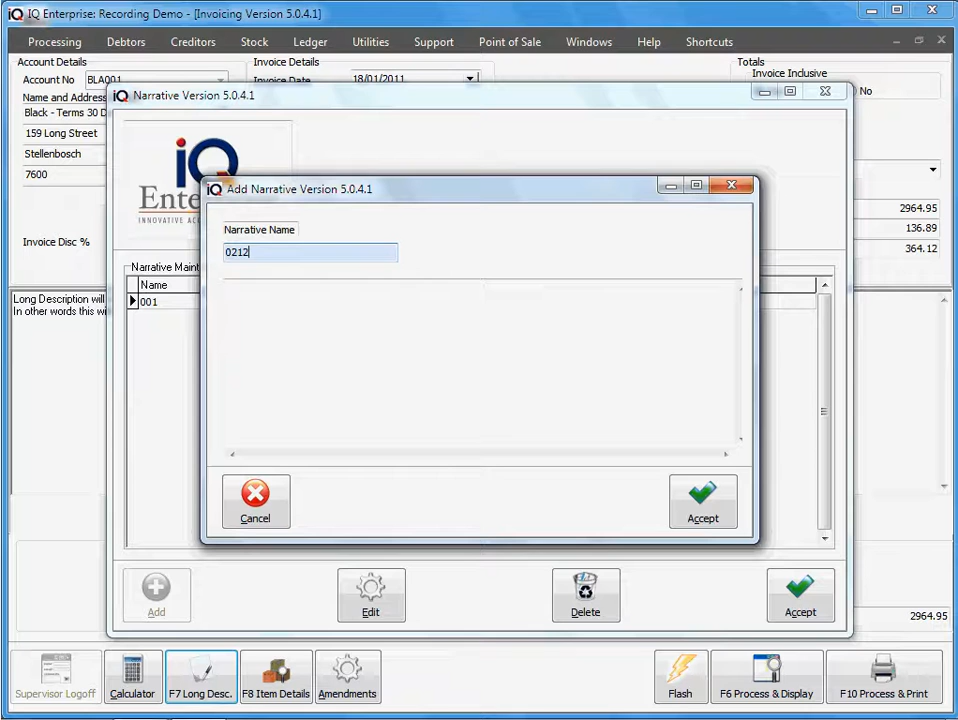 IQ Enterprise: Recording Demo - [Invoicing Version 5.0.4.1]
Processing Debtors Creditors Stock Ledger Utilities Support Point of Sale Windows Help Shortcuts
Account Details Invoice Details Totals
Account No BLA001 Invoice Date 18/01/2011 Invoice Inclusive
No
Name and Address
Black - Terms 30 D
159 Long Street
Stellenbosch
7600
Invoice Disc %
2964.95
136.89
364.12
Narrative Version 5.0.4.1
iQ
Ente
INNOVATIVE AC
Narrative Maint
Name
001
Long Description will
In other words this wi
Add Narrative Version 5.0.4.1
Narrative Name
0212
Cancel Accept
Add Edit Delete Accept
2964.95
Supervisor Logoff Calculator F7 Long Desc. F8 Item Details Amendments Flash F6 Process & Display F10 Process & Print